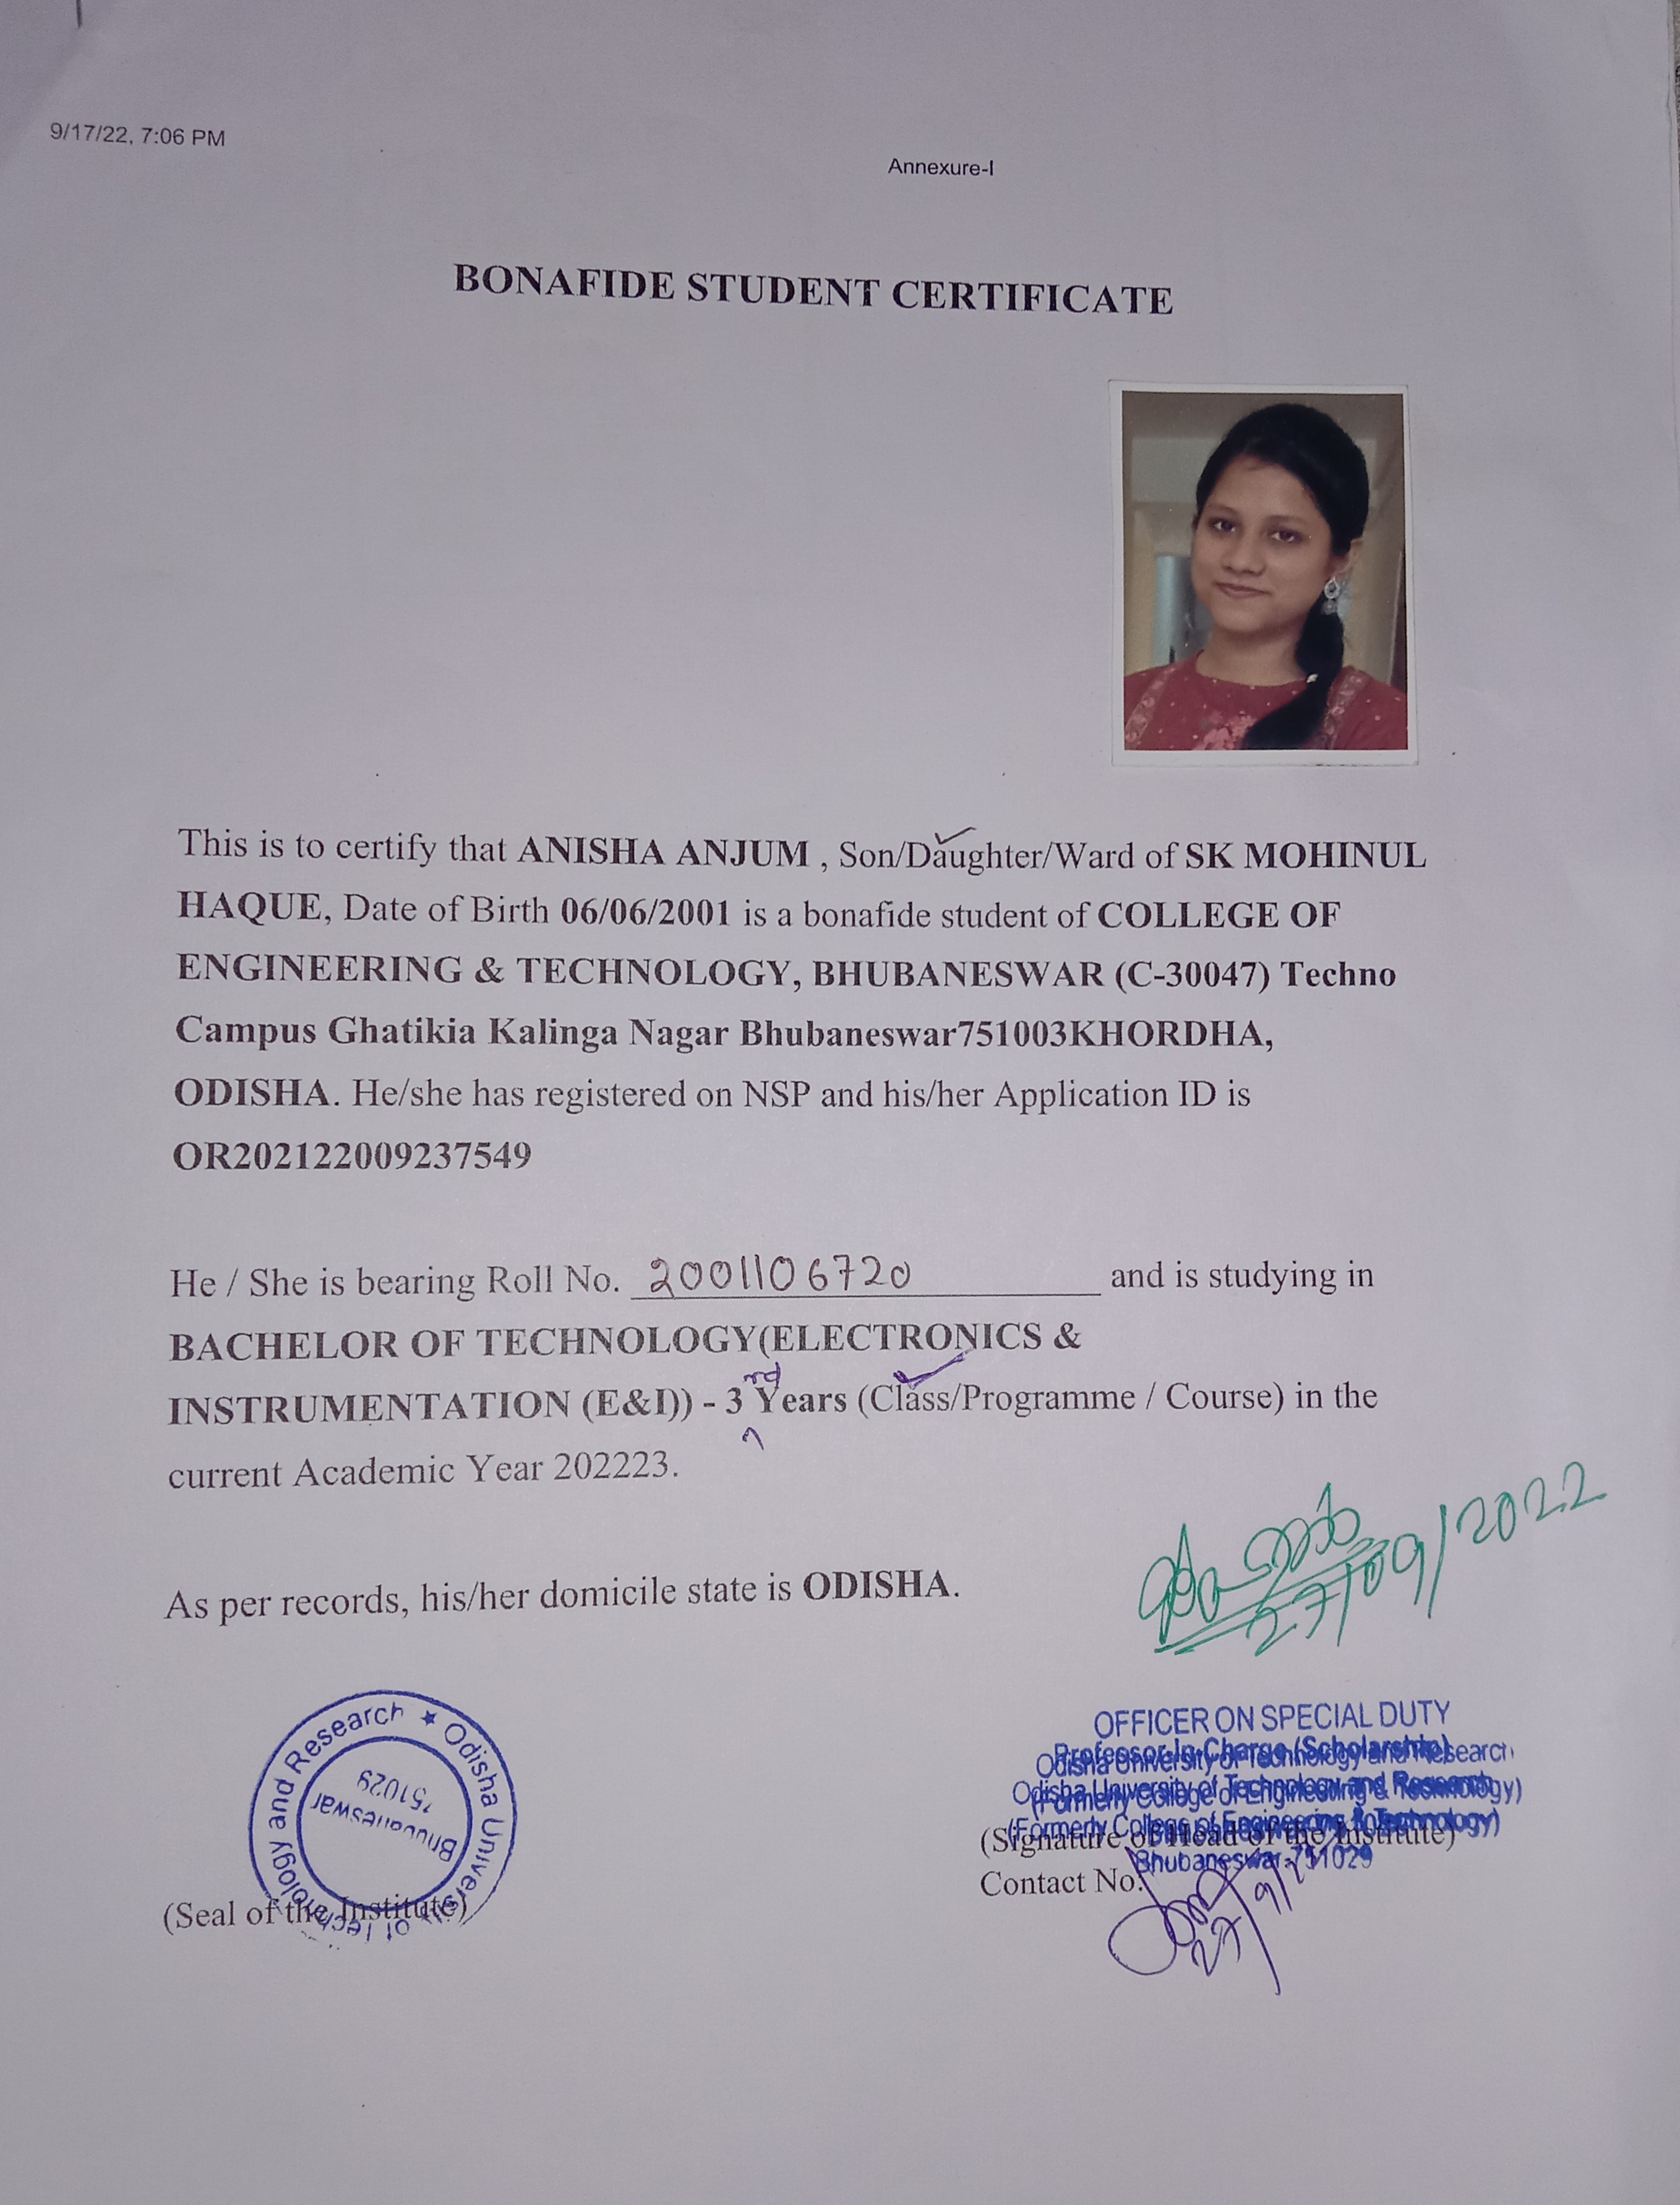 9/17/22, 7:06 PM
Annexure-I
BONAFIDE STUDENT CERTIFICATE
This is to certify that ANISHA ANJUM , Son/Daughter/Ward of SK MOHINUL
HAQUE, Date of Birth 06/06/2001 is a bonafide student of COLLEGE OF
ENGINEERING & TECHNOLOGY, BHUBANESWAR (C-30047) Techno
Campus Ghatikia Kalinga Nagar Bhubaneswar751003KHORDHA,
ODISHA. He/she has registered on NSP and his/her Application ID is
OR202122009237549
He / She is bearing Roll No. 2001106720 and is studying in
BACHELOR OF TECHNOLOGY(ELECTRONICS &
INSTRUMENTATION (E&I)) - 3 rd Years (Class/Programme / Course) in the
current Academic Year 202223.
27/09/2022
As per records, his/her domicile state is ODISHA.
OFFICER ON SPECIAL DUTY
Professor-In-Charge (Scholarship)
Odisha University of Technology and Research
Odisha University of Technology and Research
(Formerly College of Engineering & Technology)
(Formerly College of Engineering & Technology)
(Signature of Head of the Institute)
Bhubaneswar-751029
Contact No.
27/9/
Odisha University of Technology and Research
Bhubaneswar
751029
(Seal of the Institute)